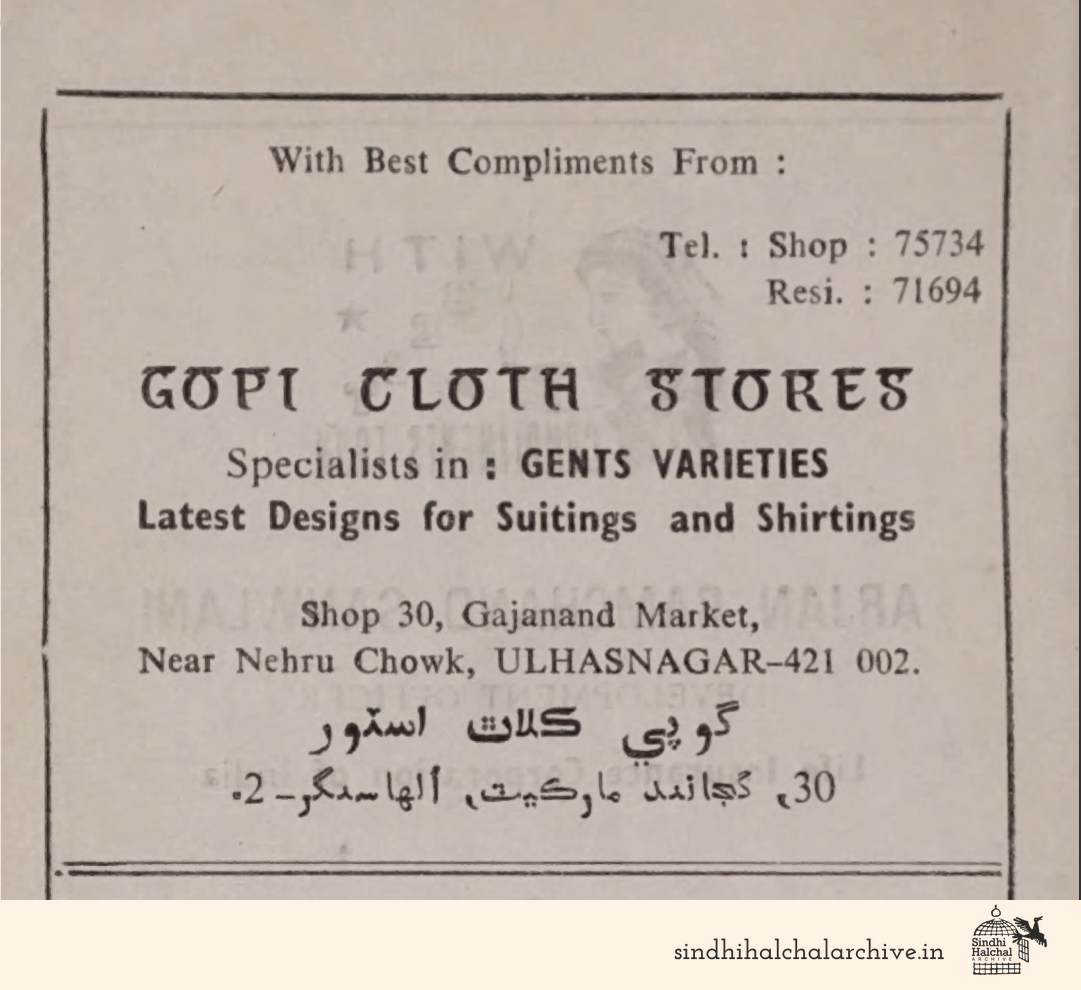 With Best Compliments From :
Tel. : Shop : 75734
Resi. : 71694
GOPI CLOTH STORES
Specialists in : GENTS VARIETIES
Latest Designs for Suitings and Shirtings
Shop 30, Gajanand Market,
Near Nehru Chowk, ULHASNAGAR–421 002.
گوپي ڪلاٿ اسٽور
30، گجانند مارڪيٽ، الهاسنگر–2.
sindhihalchalarchive.in
Sindhi
Halchal
ARCHIVE